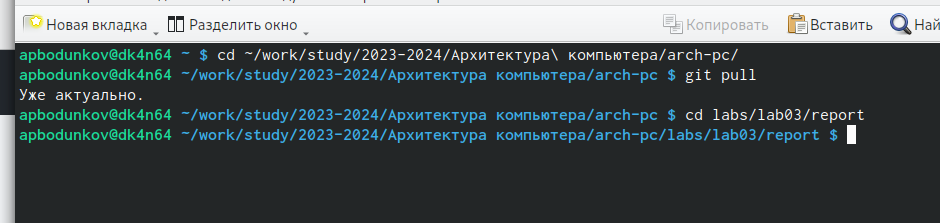 Новая вкладка Разделить окно Копировать Вставить Най
apbodunkov@dk4n64 ~ $ cd ~/work/study/2023-2024/Архитектура\ компьютера/arch-pc/
apbodunkov@dk4n64 ~/work/study/2023-2024/Архитектура компьютера/arch-pc $ git pull
Уже актуально.
apbodunkov@dk4n64 ~/work/study/2023-2024/Архитектура компьютера/arch-pc $ cd labs/lab03/report
apbodunkov@dk4n64 ~/work/study/2023-2024/Архитектура компьютера/arch-pc/labs/lab03/report $